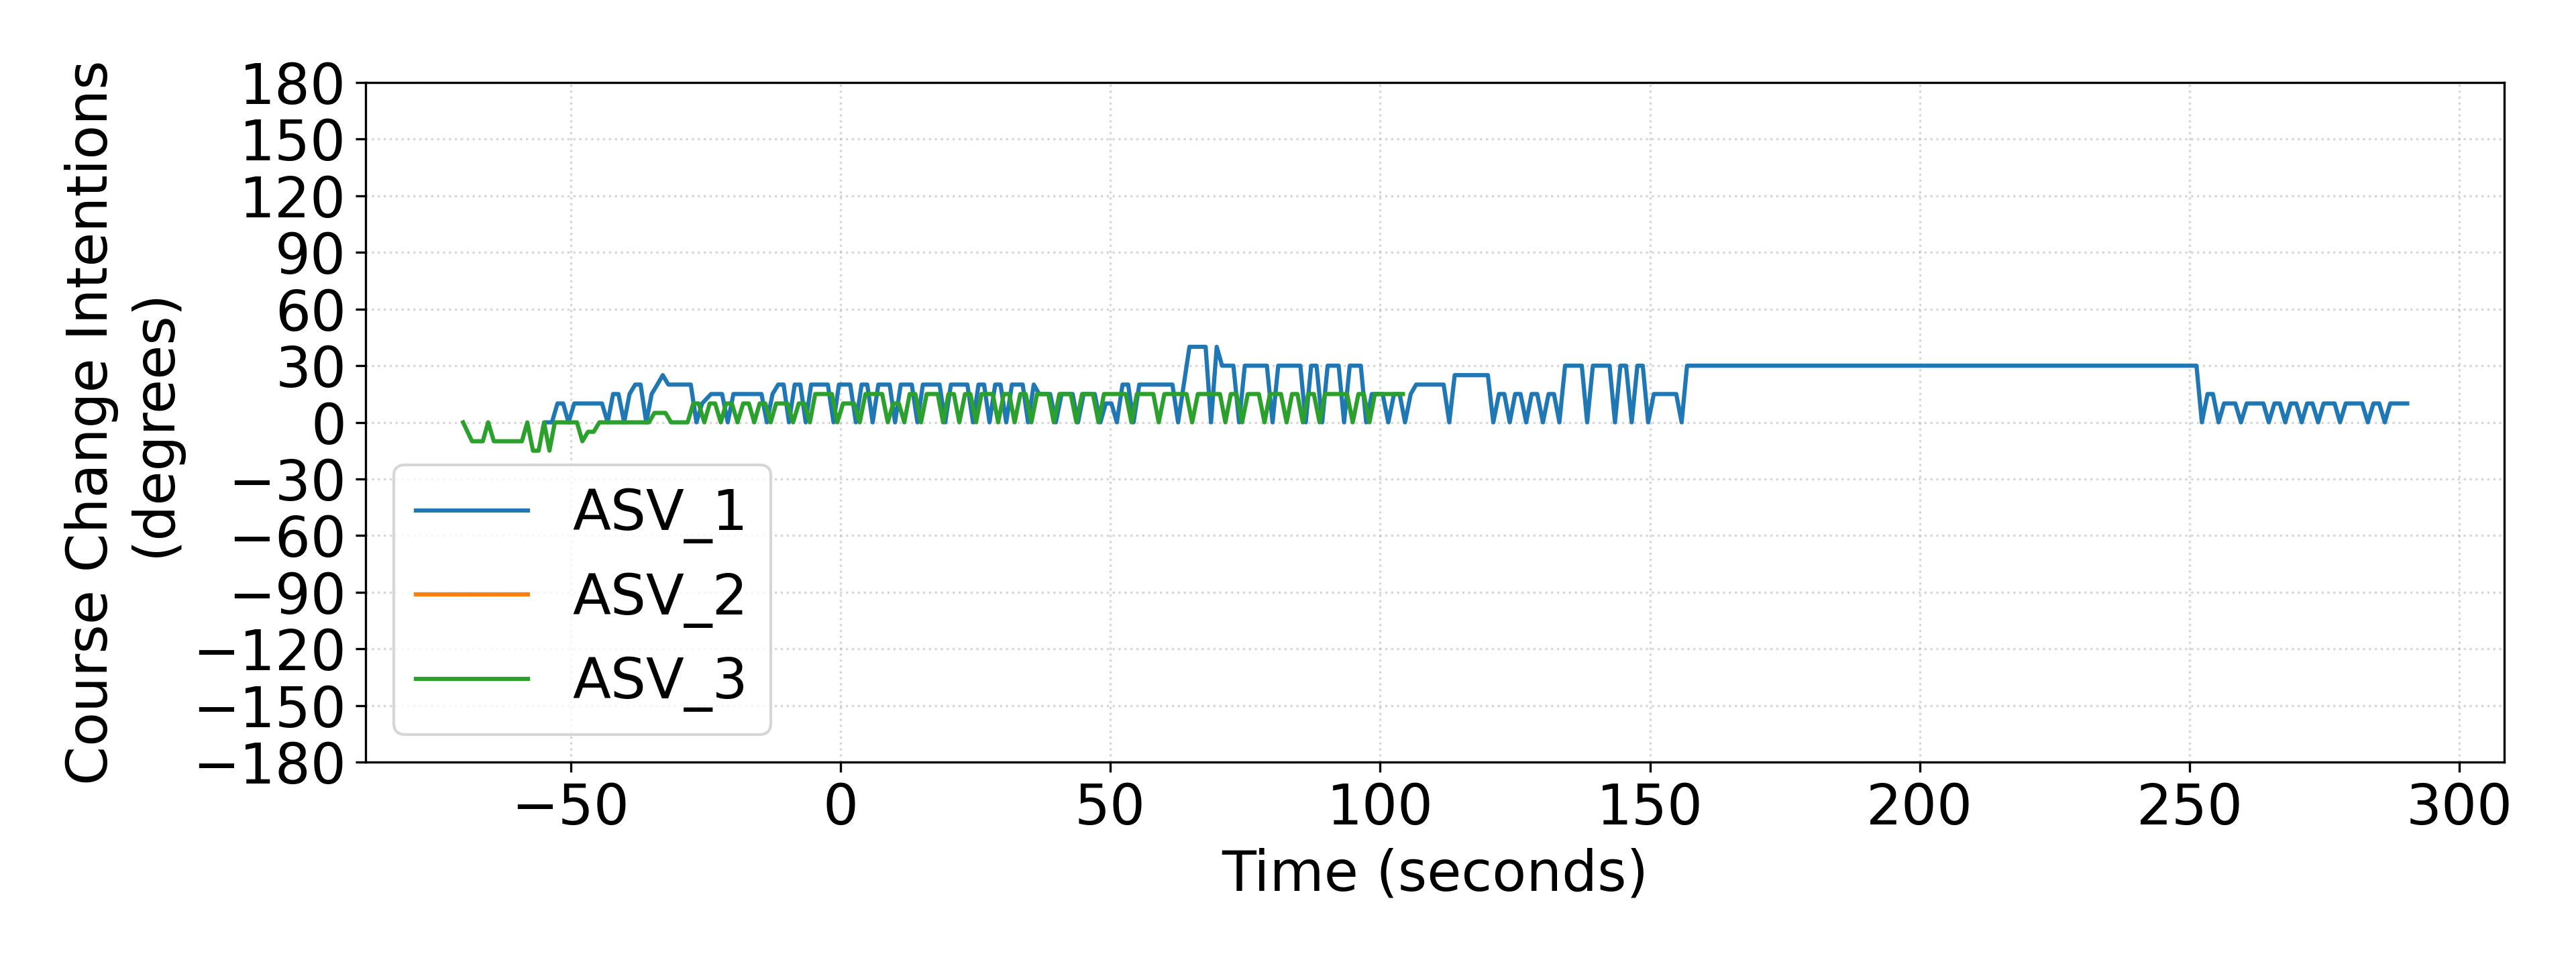 Course Change Intentions
(degrees)
180
150
120
90
60
30
0
−30
−60
−90
−120
−150
−180
ASV_1
ASV_2
ASV_3
−50 0 50 100 150 200 250 300
Time (seconds)